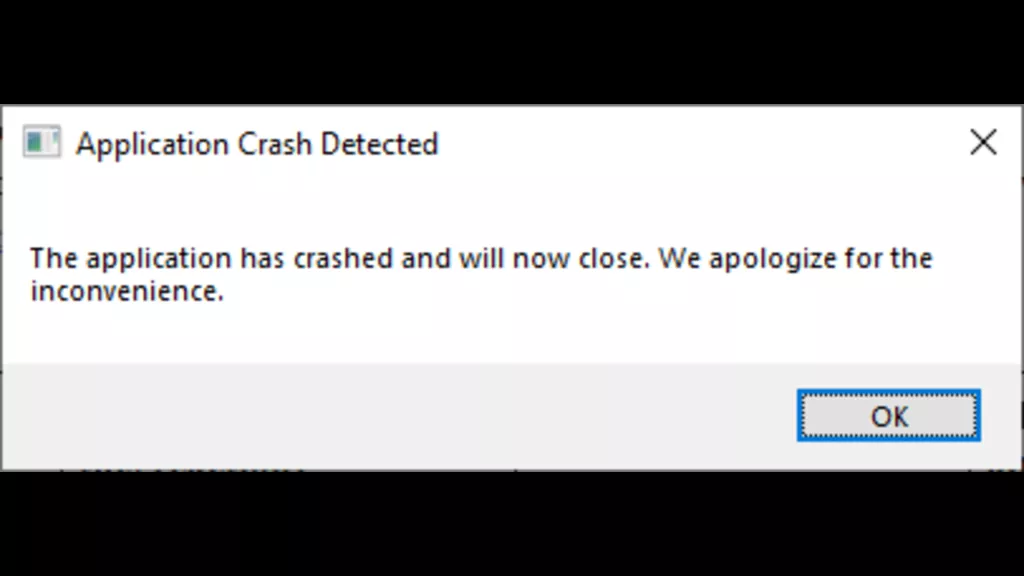 Application Crash Detected
The application has crashed and will now close. We apologize for the
inconvenience.
OK